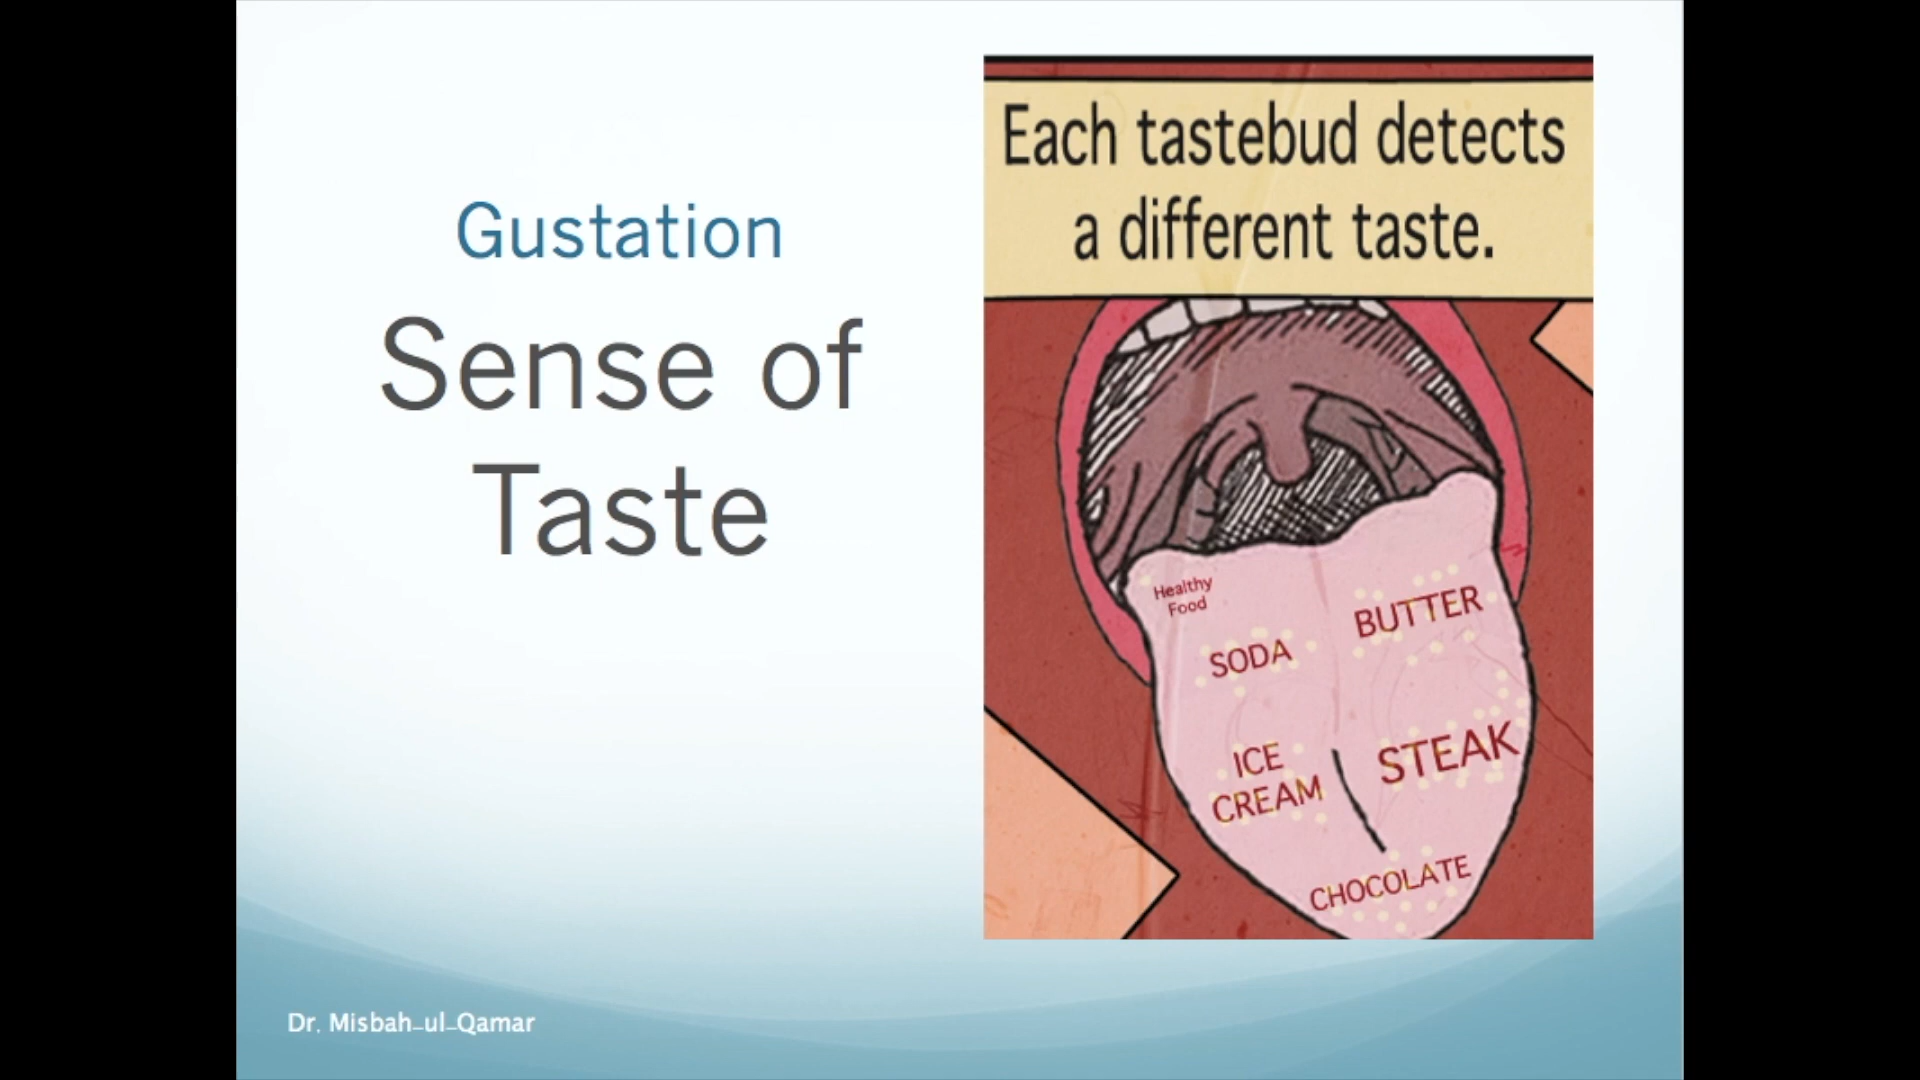 Gustation
Sense of
Taste
Each tastebud detects
a different taste.
Healthy
Food
BUTTER
SODA
ICE
CREAM
STEAK
CHOCOLATE
Dr. Misbah-ul-Qamar